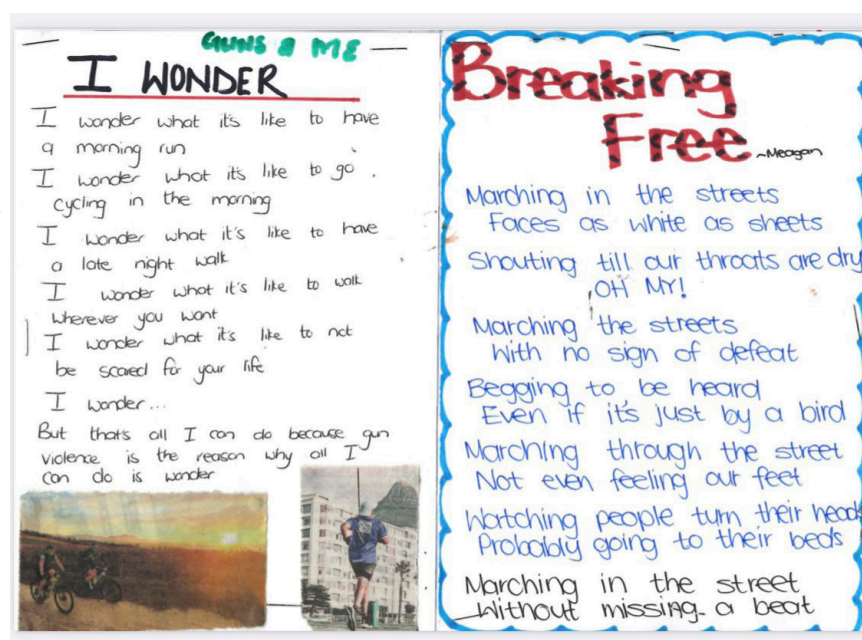 GUNS & ME
I WONDER
I wonder what it's like to have
a morning run
I wonder what it's like to go
cycling in the morning
I wonder what it's like to have
a late night walk
I wonder what it's like to walk
wherever you want
I wonder what it's like to not
be scared for your life
I wonder...
But that's all I can do because gun
violence is the reason why all I
can do is wonder
Breaking
Free
~Meagan
Marching in the streets
Faces as white as sheets
Shouting till our throats are dry
OH MY!
Marching the streets
With no sign of defeat
Begging to be heard
Even if it's just by a bird
Marching through the street
Not even feeling our feet
Watching people turn their heads
Probably going to their beds
Marching in the street
Without missing a beat